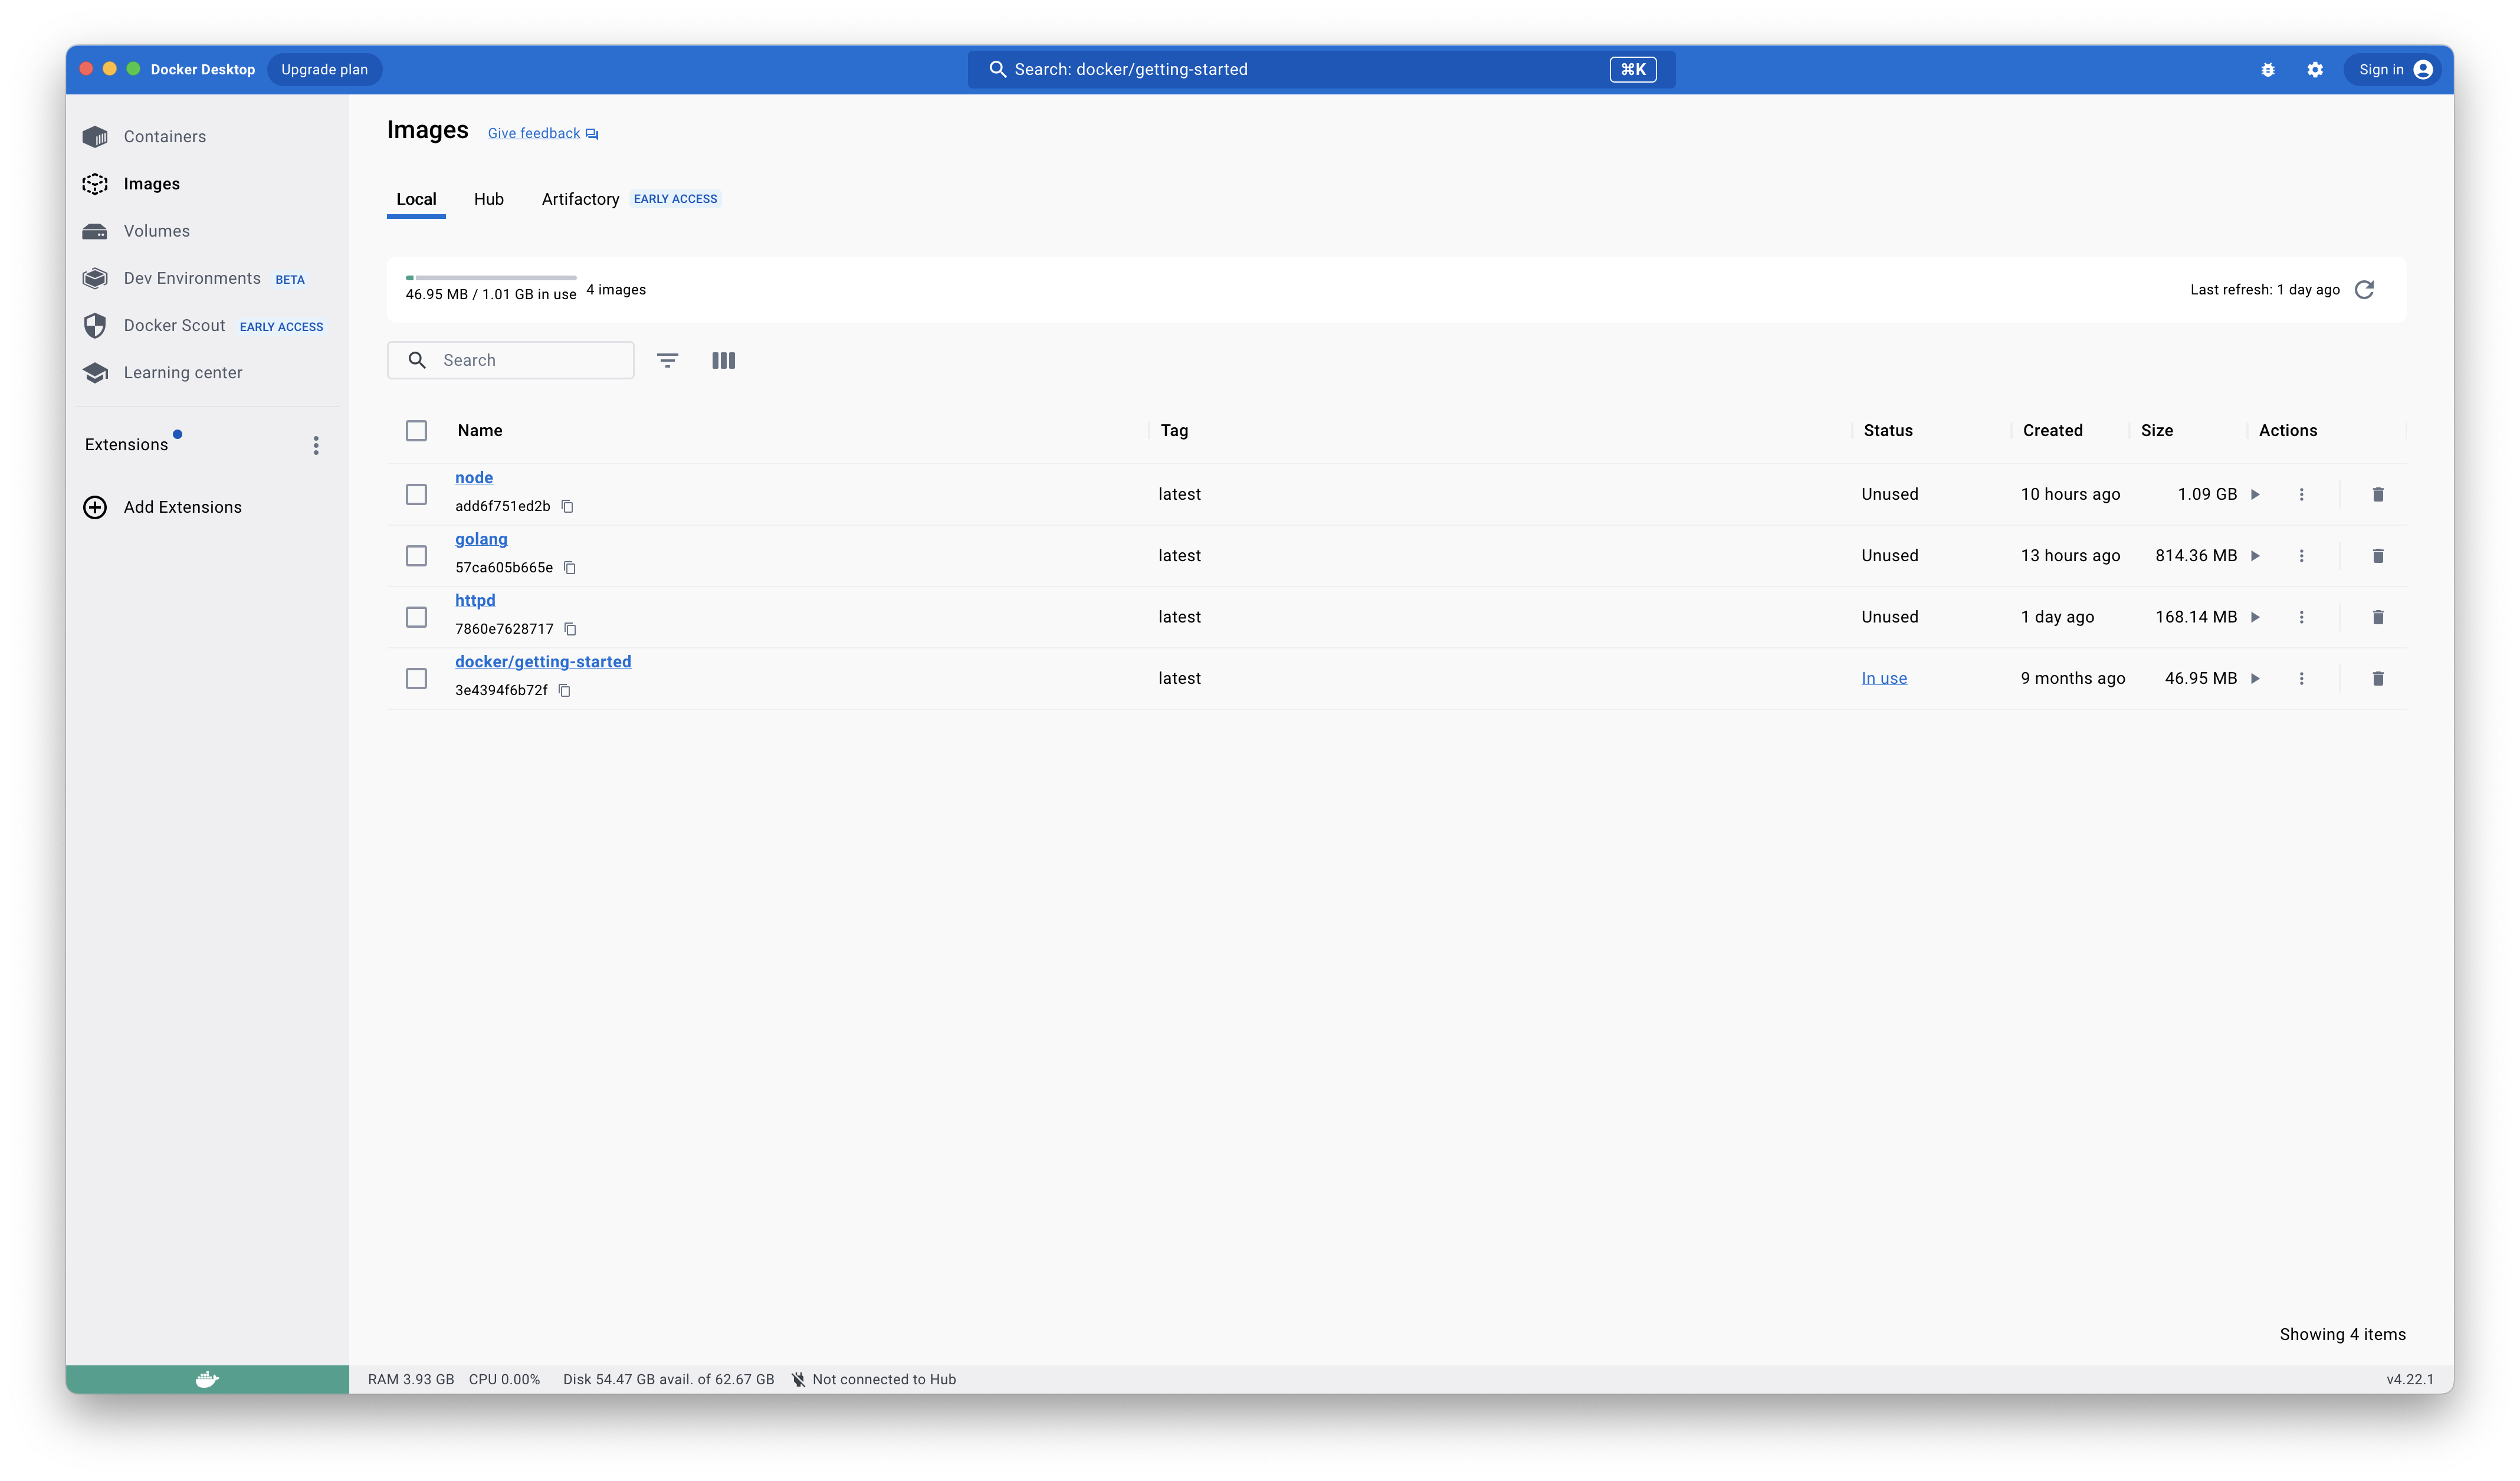 Docker Desktop Upgrade plan Search: docker/getting-started ⌘K Sign in
Containers
Images
Volumes
Dev Environments BETA
Docker Scout EARLY ACCESS
Learning center
Extensions
Add Extensions
Images Give feedback
Local Hub Artifactory EARLY ACCESS
46.95 MB / 1.01 GB in use 4 images Last refresh: 1 day ago
Search
Name Tag Status Created Size Actions
node
add6f751ed2b
latest Unused 10 hours ago 1.09 GB
golang
57ca605b665e
latest Unused 13 hours ago 814.36 MB
httpd
7860e7628717
latest Unused 1 day ago 168.14 MB
docker/getting-started
3e4394f6b72f
latest In use 9 months ago 46.95 MB
Showing 4 items
RAM 3.93 GB CPU 0.00% Disk 54.47 GB avail. of 62.67 GB Not connected to Hub v4.22.1